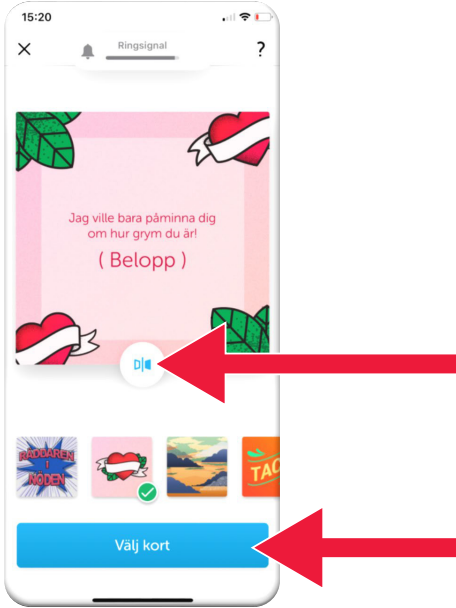 15:20
Ringsignal
?
Jag ville bara påminna dig
om hur grym du är!
( Belopp )
RÄDDAREN
I
NÖDEN
TAC
Välj kort